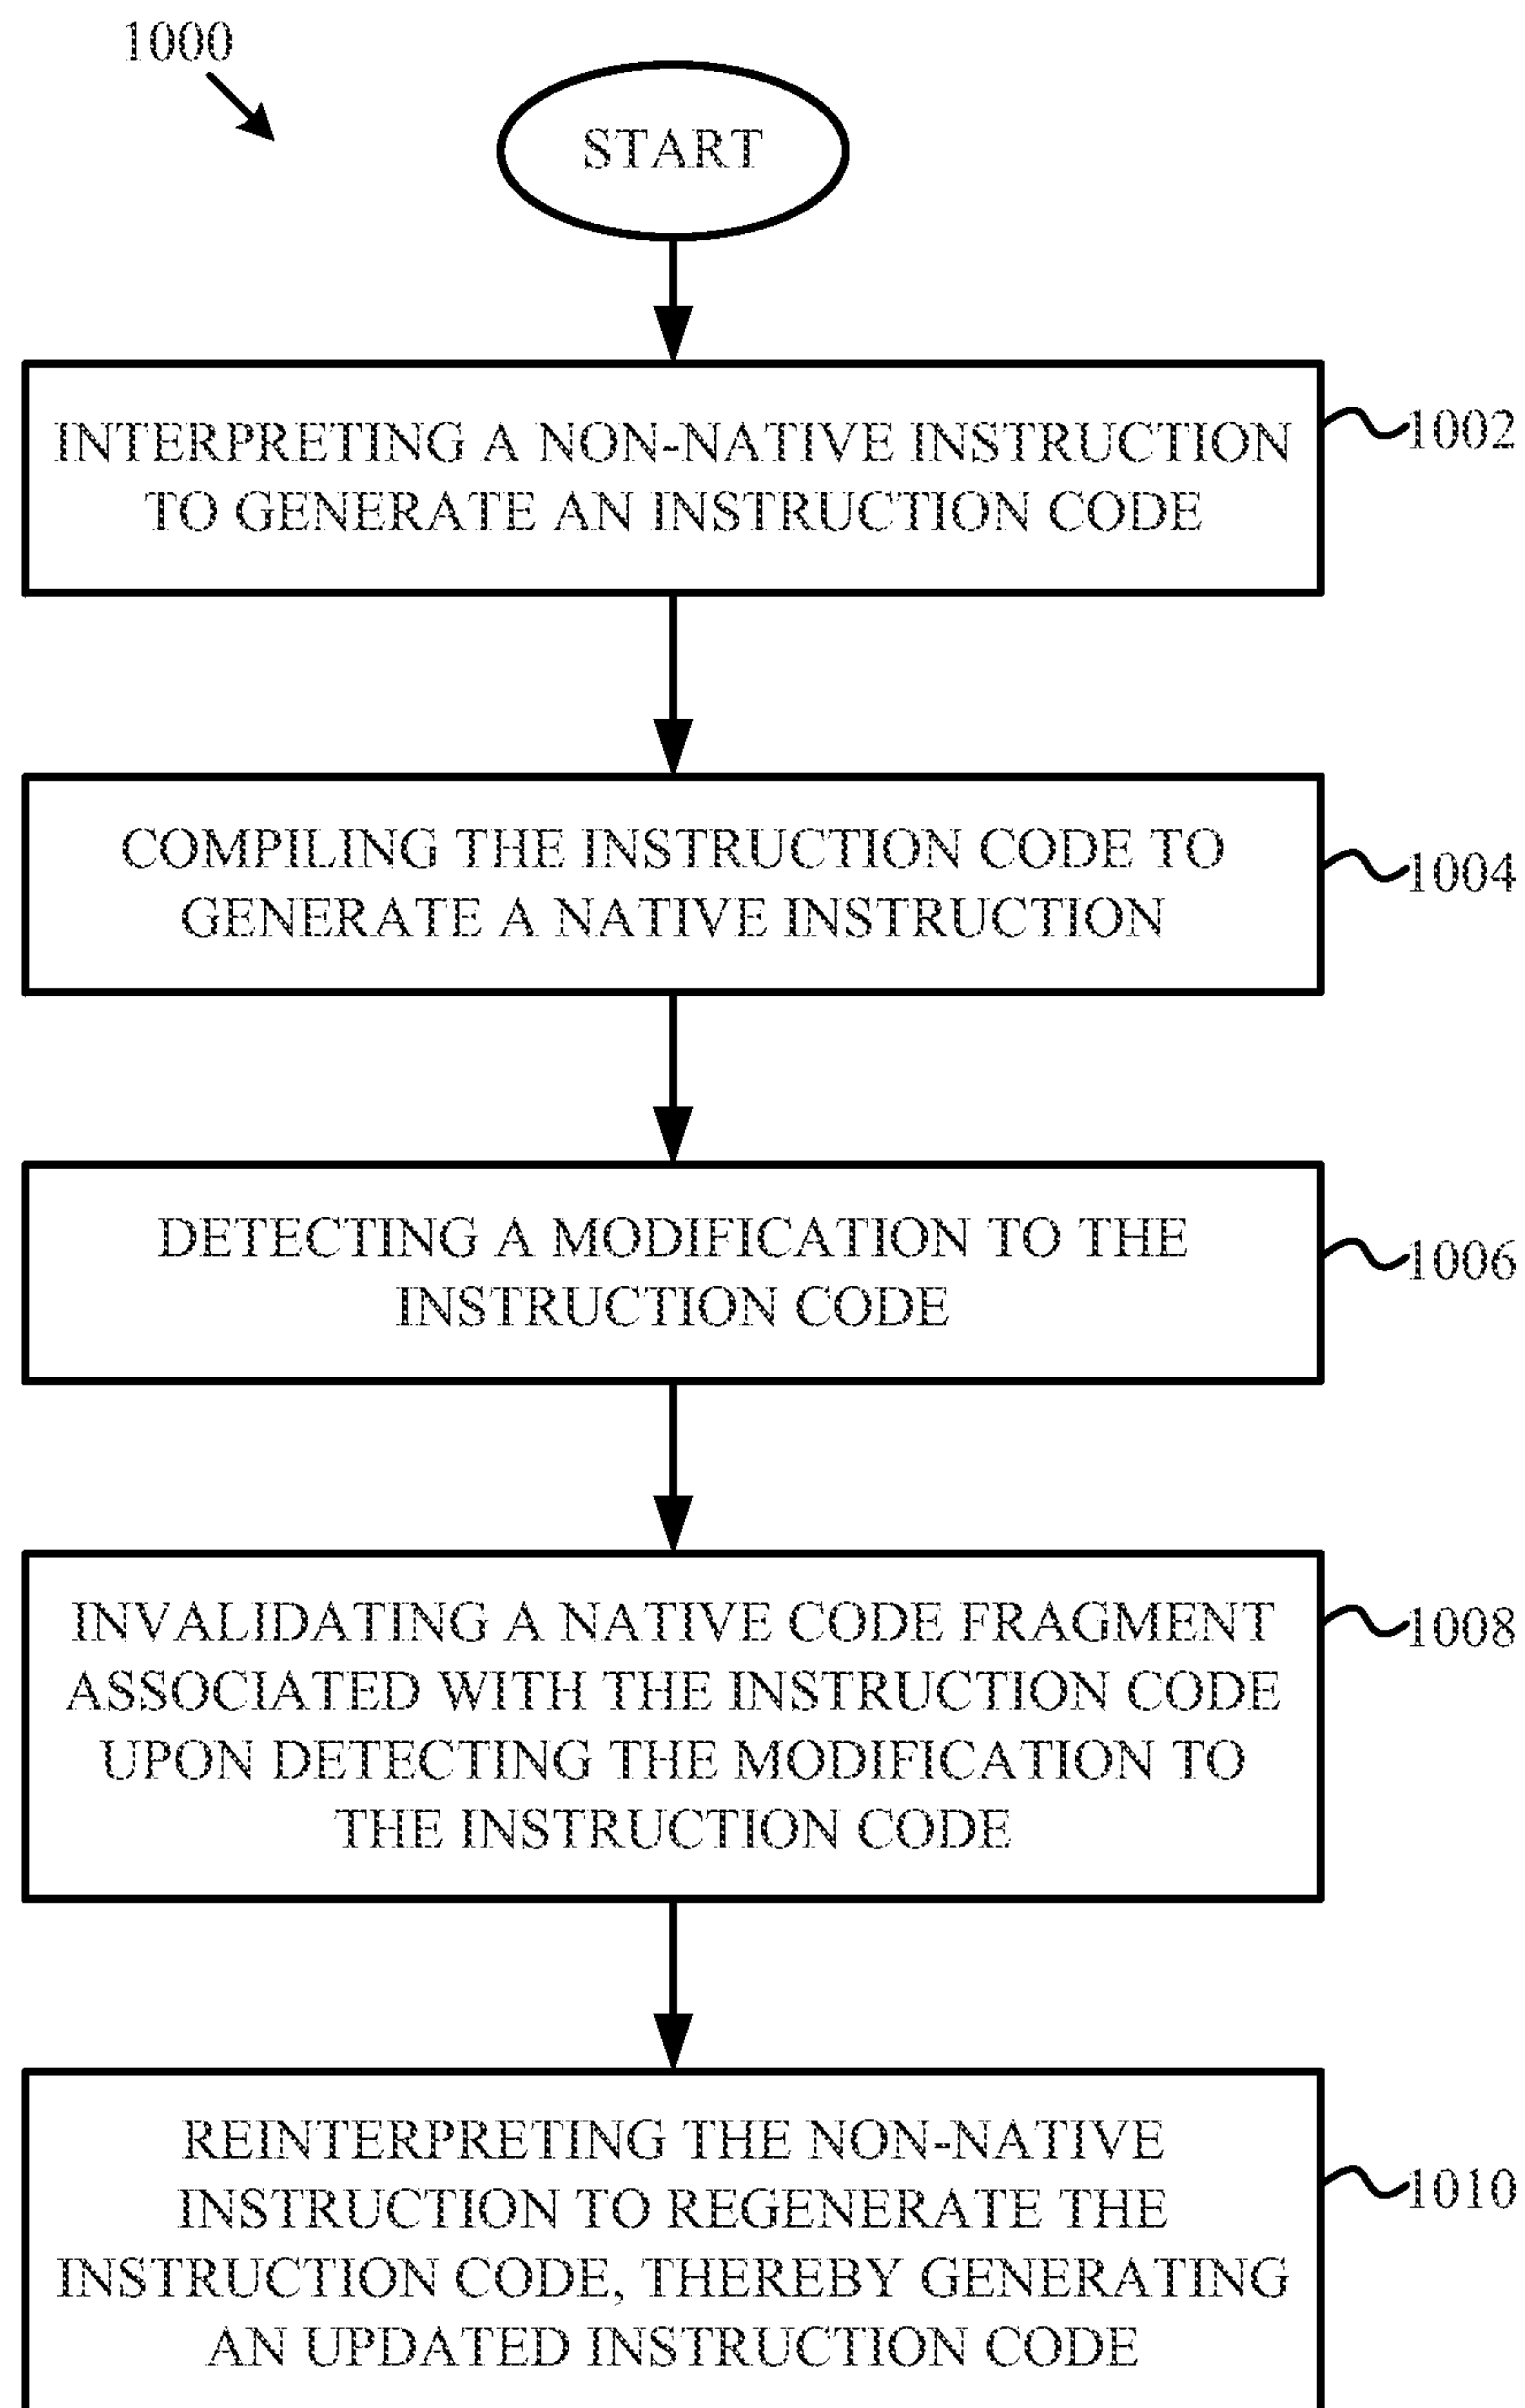 1000
START
INTERPRETING A NON-NATIVE INSTRUCTION
TO GENERATE AN INSTRUCTION CODE
1002
COMPILING THE INSTRUCTION CODE TO
GENERATE A NATIVE INSTRUCTION
1004
DETECTING A MODIFICATION TO THE
INSTRUCTION CODE
1006
INVALIDATING A NATIVE CODE FRAGMENT
ASSOCIATED WITH THE INSTRUCTION CODE
UPON DETECTING THE MODIFICATION TO
THE INSTRUCTION CODE
1008
REINTERPRETING THE NON-NATIVE
INSTRUCTION TO REGENERATE THE
INSTRUCTION CODE, THEREBY GENERATING
AN UPDATED INSTRUCTION CODE
1010